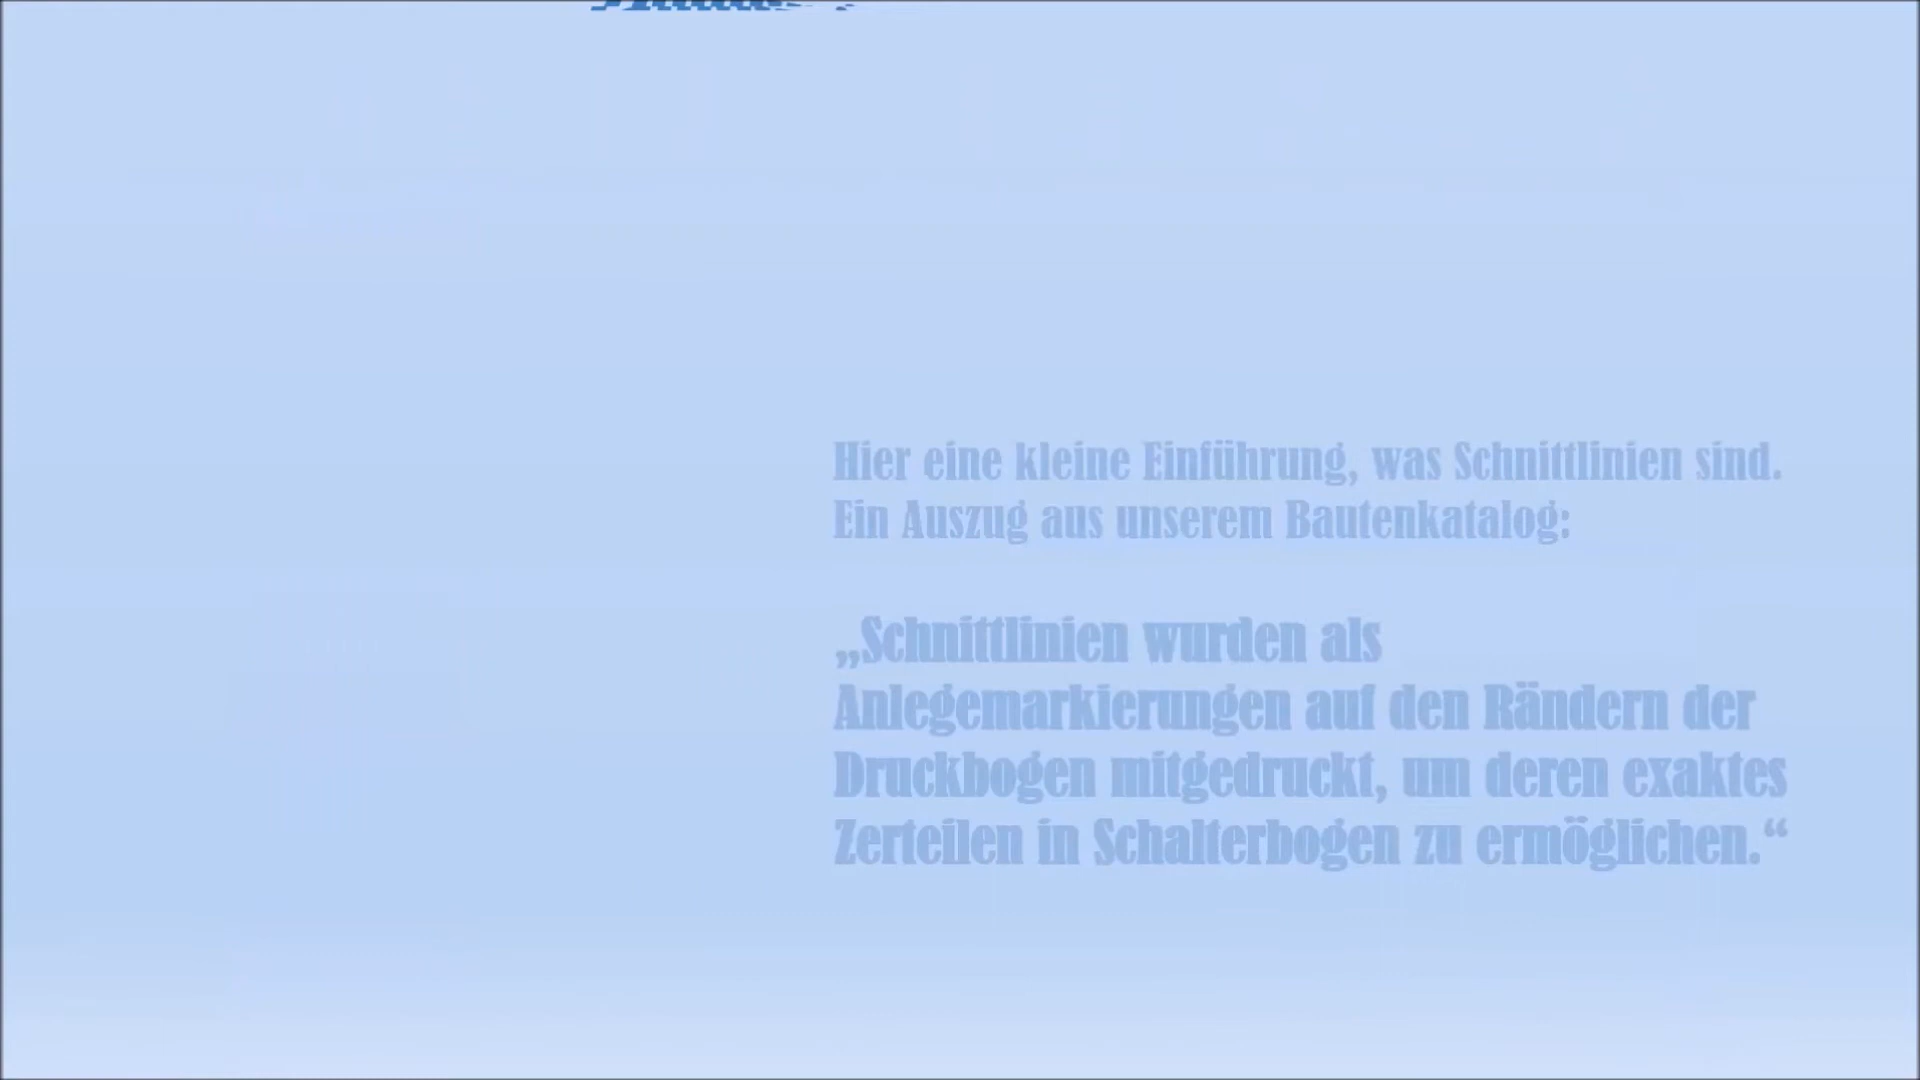 Hier eine kleine Einführung, was Schnittlinien sind.
Ein Auszug aus unserem Bautenkatalog:
„Schnittlinien wurden als
Anlegemarkierungen auf den Rändern der
Druckbogen mitgedruckt, um deren exaktes
Zerteilen in Schalterbogen zu ermöglichen.“